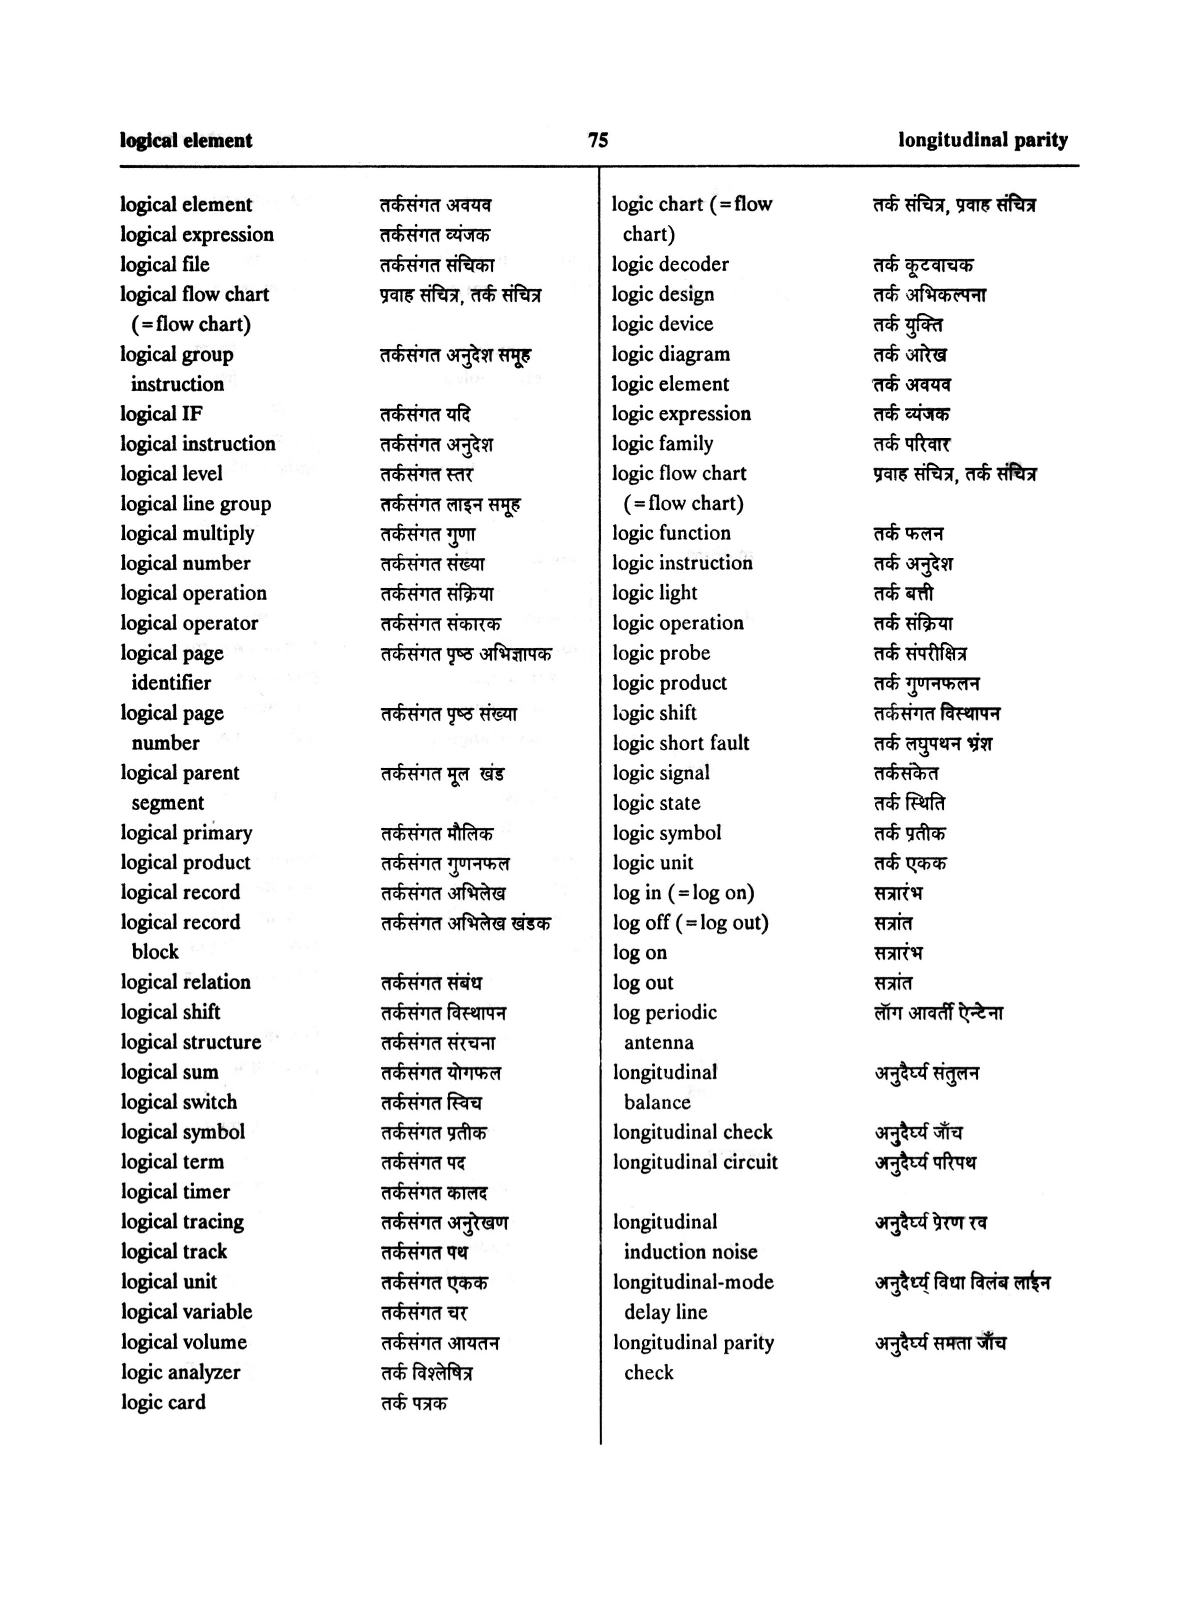 logical element 75 longitudinal parity
logical element तर्कसंगत अवयव
logical expression तर्कसंगत व्यंजक
logical file तर्कसंगत संचिका
logical flow chart प्रवाह संचित्र, तर्क संचित्र
(=flow chart)
logical group तर्कसंगत अनुदेश समूह
instruction
logical IF तर्कसंगत यदि
logical instruction तर्कसंगत अनुदेश
logical level तर्कसंगत स्तर
logical line group तर्कसंगत लाइन समूह
logical multiply तर्कसंगत गुणा
logical number तर्कसंगत संख्या
logical operation तर्कसंगत संक्रिया
logical operator तर्कसंगत संकारक
logical page तर्कसंगत पृष्ठ अभिज्ञापक
identifier
logical page तर्कसंगत पृष्ठ संख्या
number
logical parent तर्कसंगत मूल खंड
segment
logical primary तर्कसंगत मौलिक
logical product तर्कसंगत गुणनफल
logical record तर्कसंगत अभिलेख
logical record तर्कसंगत अभिलेख खंडक
block
logical relation तर्कसंगत संबंध
logical shift तर्कसंगत विस्थापन
logical structure तर्कसंगत संरचना
logical sum तर्कसंगत योगफल
logical switch तर्कसंगत स्विच
logical symbol तर्कसंगत प्रतीक
logical term तर्कसंगत पद
logical timer तर्कसंगत कालद
logical tracing तर्कसंगत अनुरेखण
logical track तर्कसंगत पथ
logical unit तर्कसंगत एकक
logical variable तर्कसंगत चर
logical volume तर्कसंगत आयतन
logic analyzer तर्क विश्लेषित्र
logic card तर्क पत्रक
logic chart (=flow तर्क संचित्र, प्रवाह संचित्र
chart)
logic decoder तर्क कूटवाचक
logic design तर्क अभिकल्पना
logic device तर्क युक्ति
logic diagram तर्क आरेख
logic element तर्क अवयव
logic expression तर्क व्यंजक
logic family तर्क परिवार
logic flow chart प्रवाह संचित्र, तर्क संचित्र
(=flow chart)
logic function तर्क फलन
logic instruction तर्क अनुदेश
logic light तर्क बत्ती
logic operation तर्क संक्रिया
logic probe तर्क संपरीक्षित्र
logic product तर्क गुणनफलन
logic shift तर्कसंगत विस्थापन
logic short fault तर्क लघुपथन भ्रंश
logic signal तर्कसंकेत
logic state तर्क स्थिति
logic symbol तर्क प्रतीक
logic unit तर्क एकक
log in (=log on) सत्रारंभ
log off (=log out) सत्रांत
log on सत्रारंभ
log out सत्रांत
log periodic लॉग आवर्ती ऐन्टेना
antenna
longitudinal अनुदैर्घ्य संतुलन
balance
longitudinal check अनुदैर्घ्य जाँच
longitudinal circuit अनुदैर्घ्य परिपथ
longitudinal अनुदैर्घ्य प्रेरण रव
induction noise
longitudinal-mode अनुदैर्ध्य् विधा विलंब लाईन
delay line
longitudinal parity अनुदैर्घ्य समता जाँच
check